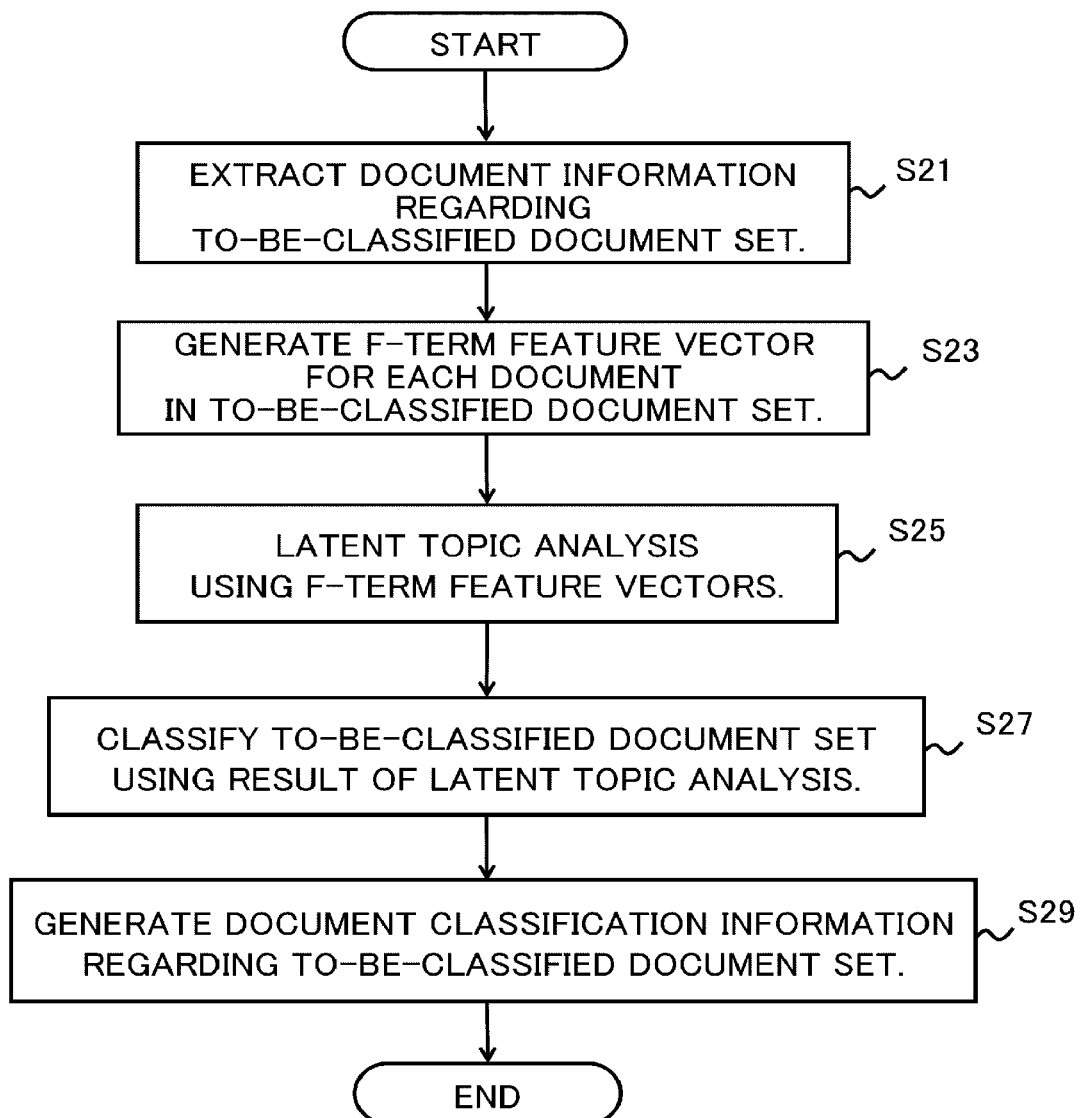 START
EXTRACT DOCUMENT INFORMATION
REGARDING
TO-BE-CLASSIFIED DOCUMENT SET.
S21
GENERATE F-TERM FEATURE VECTOR
FOR EACH DOCUMENT
IN TO-BE-CLASSIFIED DOCUMENT SET.
S23
LATENT TOPIC ANALYSIS
USING F-TERM FEATURE VECTORS.
S25
CLASSIFY TO-BE-CLASSIFIED DOCUMENT SET
USING RESULT OF LATENT TOPIC ANALYSIS.
S27
GENERATE DOCUMENT CLASSIFICATION INFORMATION
REGARDING TO-BE-CLASSIFIED DOCUMENT SET.
S29
END